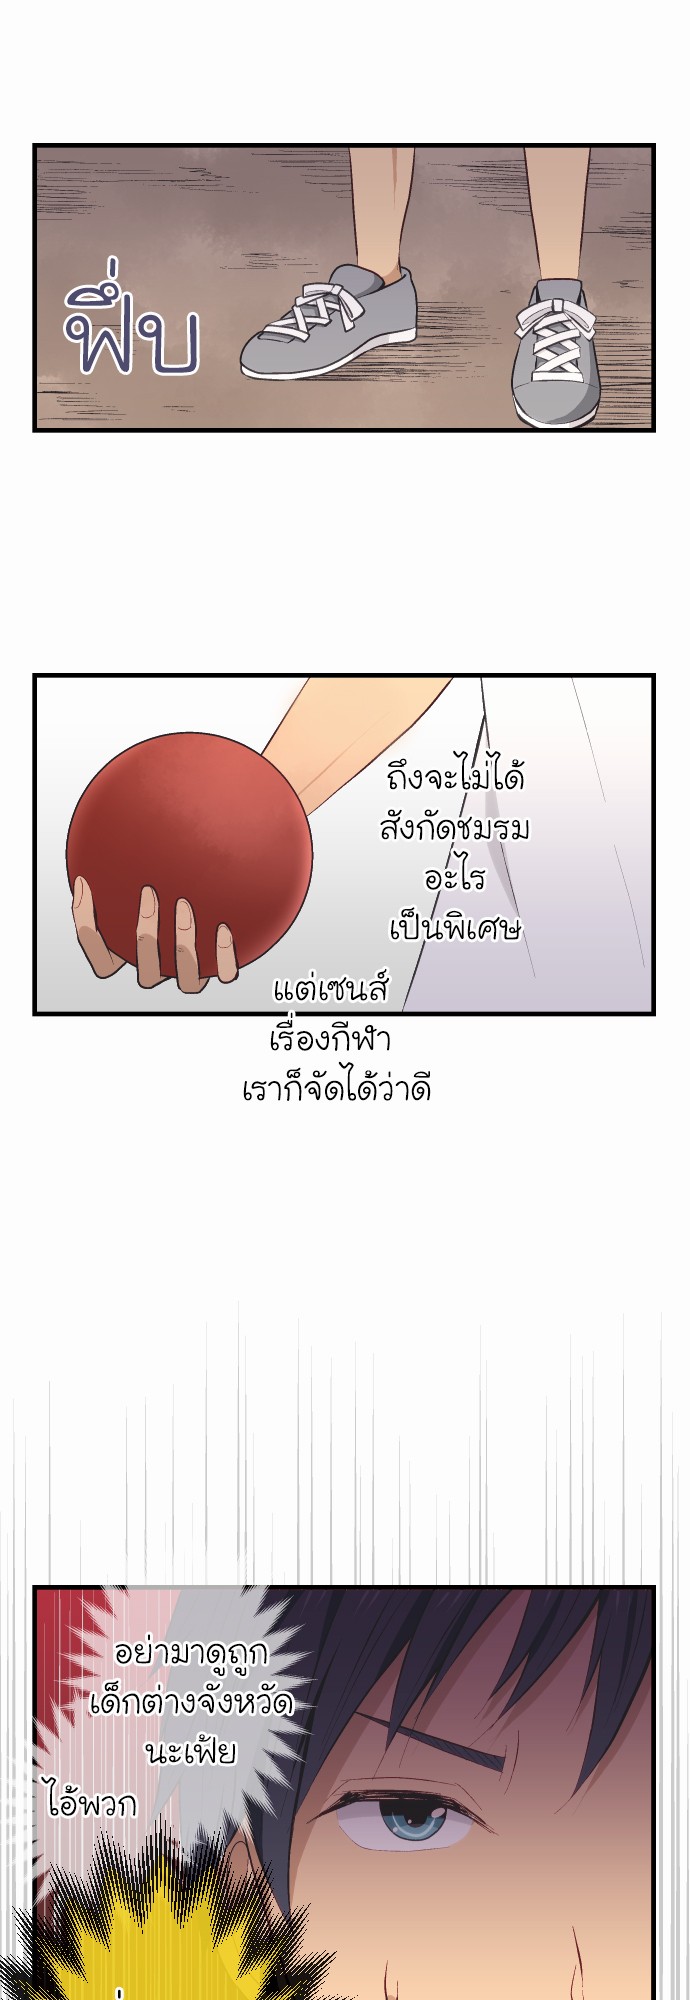 ฟึ่บ
ถึงจะไม่ได้
สังกัดชมรม
อะไร
เป็นพิเศษ
แต่เซนส์
เรื่องกีฬา
เราก็จัดได้ว่าดี
อย่ามาดูถูก
เด็กต่างจังหวัด
นะเฟ้ย
ไอ้พวก